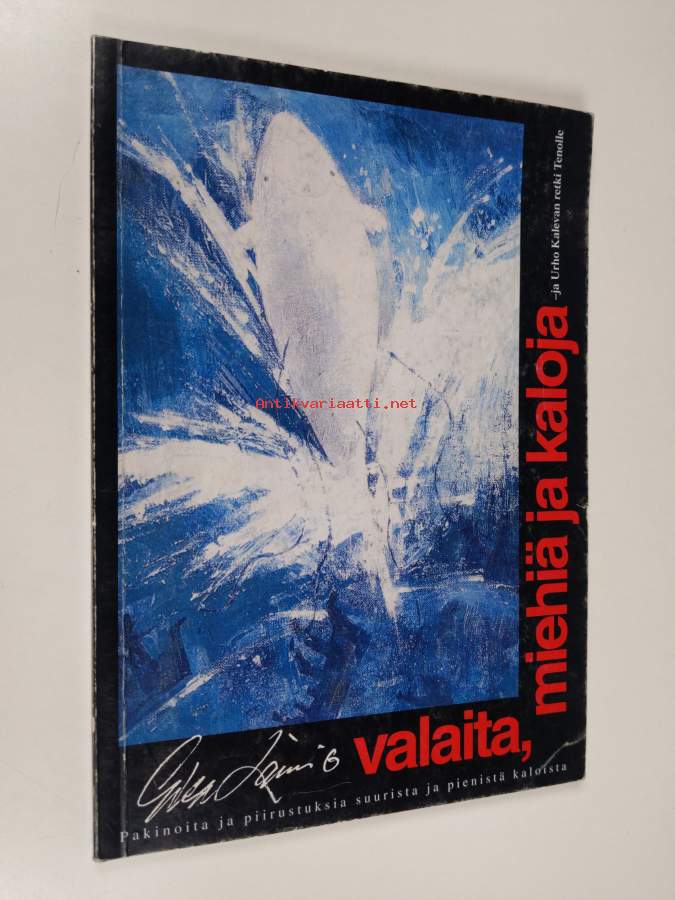 –ja Urho Kalevan retki Tenolle
Antikvariaatti.net
valaita,
miehiä ja kaloja
Pakinoita ja piirustuksia suurista ja pienistä kaloista